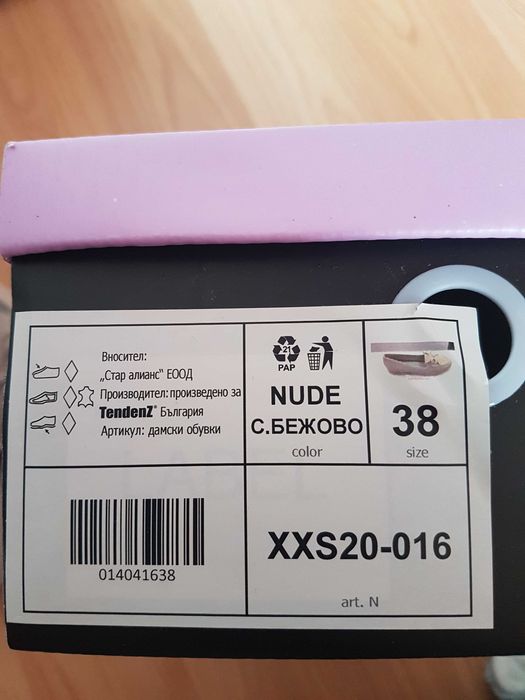 Вносител:
„Стар алианс“ ЕООД
Производител: произведено за
TendenZ® България
Артикул: дамски обувки
21
PAP
NUDE
С.БЕЖОВО
color
38
size
014041638
XXS20-016
art. N